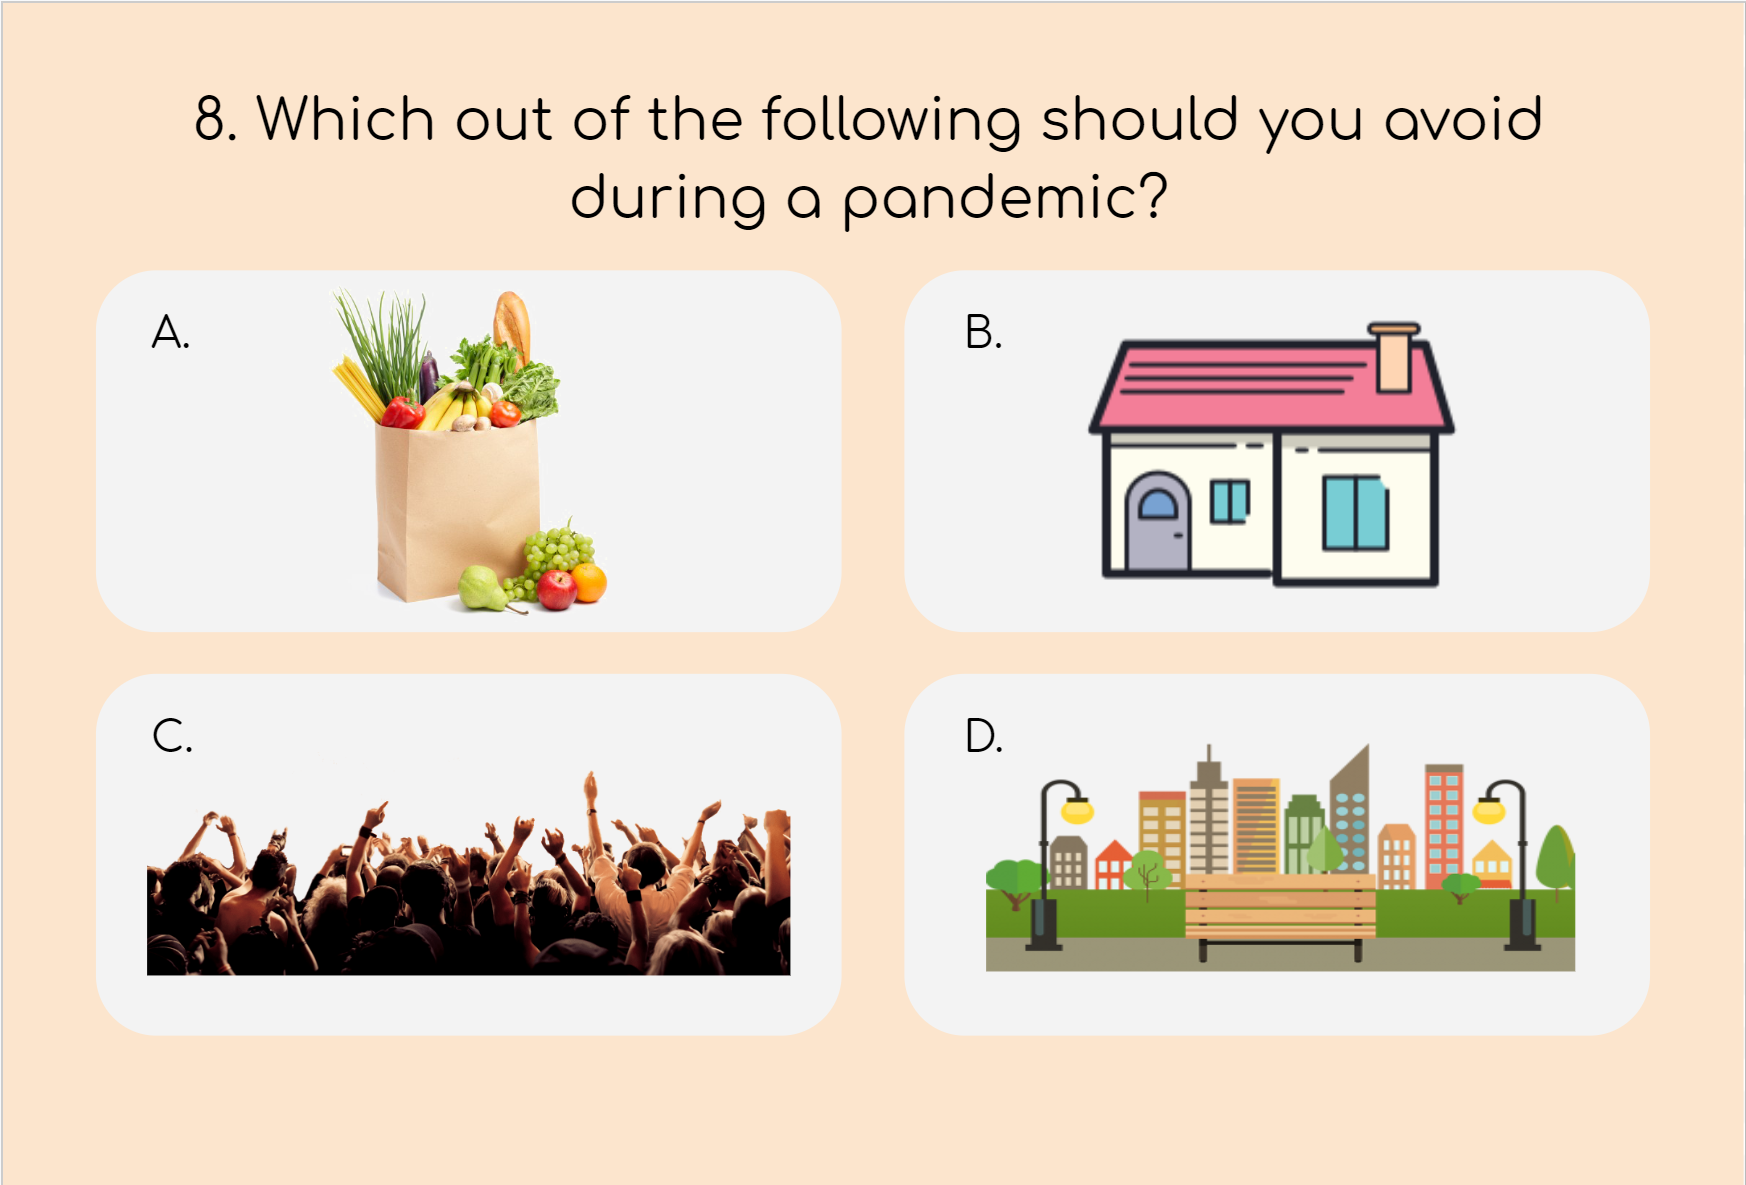 8. Which out of the following should you avoid
during a pandemic?
A.
B.
C.
D.